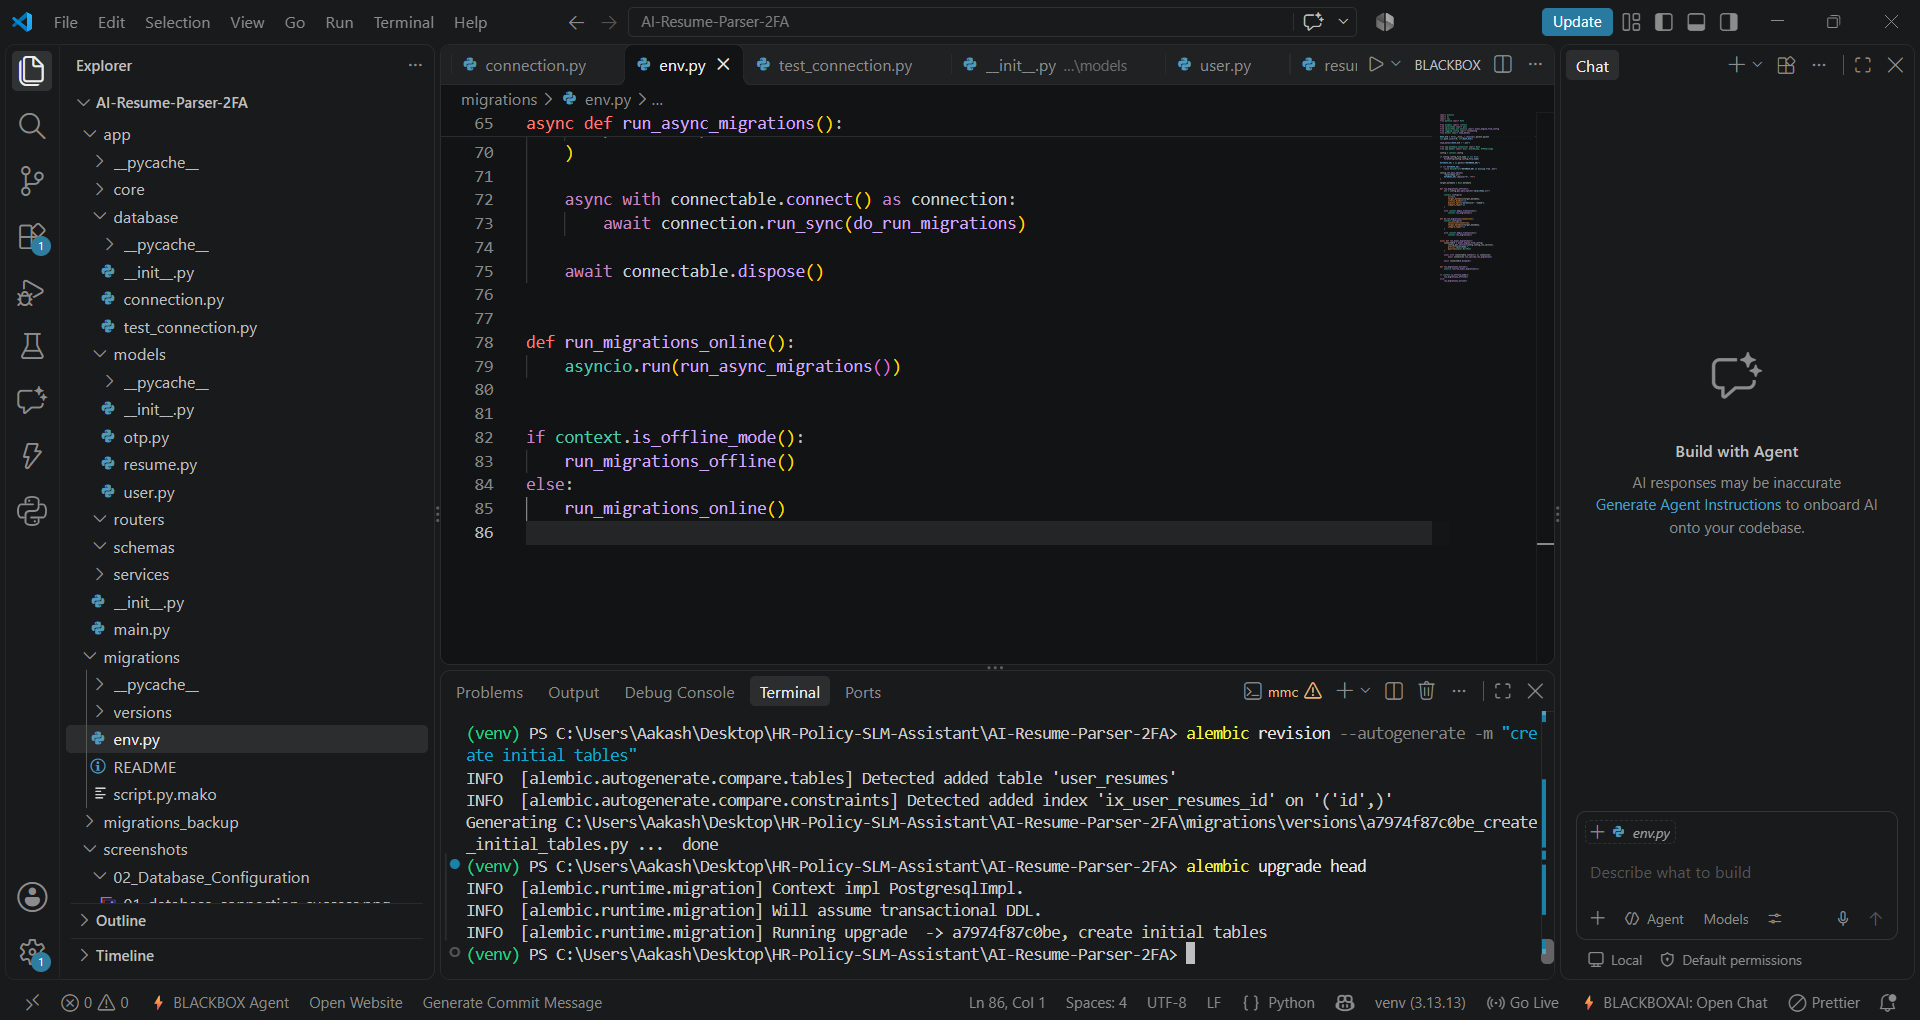 File Edit Selection View Go Run Terminal Help
AI-Resume-Parser-2FA
Update
Explorer
AI-Resume-Parser-2FA
app
__pycache__
core
database
__pycache__
__init__.py
connection.py
test_connection.py
models
__pycache__
__init__.py
otp.py
resume.py
user.py
routers
schemas
services
__init__.py
main.py
migrations
__pycache__
versions
env.py
README
script.py.mako
migrations_backup
screenshots
02_Database_Configuration
Outline
Timeline
connection.py env.py test_connection.py __init__.py ...\models user.py resu BLACKBOX
migrations > env.py > ...
65 async def run_async_migrations():
70 )
71
72 async with connectable.connect() as connection:
73 await connection.run_sync(do_run_migrations)
74
75 await connectable.dispose()
76
77
78 def run_migrations_online():
79 asyncio.run(run_async_migrations())
80
81
82 if context.is_offline_mode():
83 run_migrations_offline()
84 else:
85 run_migrations_online()
86
Problems Output Debug Console Terminal Ports
mmc
(venv) PS C:\Users\Aakash\Desktop\HR-Policy-SLM-Assistant\AI-Resume-Parser-2FA> alembic revision --autogenerate -m "cre
ate initial tables"
INFO [alembic.autogenerate.compare.tables] Detected added table 'user_resumes'
INFO [alembic.autogenerate.compare.constraints] Detected added index 'ix_user_resumes_id' on '('id',)'
Generating C:\Users\Aakash\Desktop\HR-Policy-SLM-Assistant\AI-Resume-Parser-2FA\migrations\versions\a7974f87c0be_create
_initial_tables.py ... done
(venv) PS C:\Users\Aakash\Desktop\HR-Policy-SLM-Assistant\AI-Resume-Parser-2FA> alembic upgrade head
INFO [alembic.runtime.migration] Context impl PostgresqlImpl.
INFO [alembic.runtime.migration] Will assume transactional DDL.
INFO [alembic.runtime.migration] Running upgrade -> a7974f87c0be, create initial tables
(venv) PS C:\Users\Aakash\Desktop\HR-Policy-SLM-Assistant\AI-Resume-Parser-2FA>
Chat
Build with Agent
AI responses may be inaccurate
Generate Agent Instructions to onboard AI
onto your codebase.
env.py
Describe what to build
Agent Models
Local Default permissions
1
1
0 0 BLACKBOX Agent Open Website Generate Commit Message
Ln 86, Col 1 Spaces: 4 UTF-8 LF { } Python venv (3.13.13) Go Live BLACKBOXAI: Open Chat Prettier